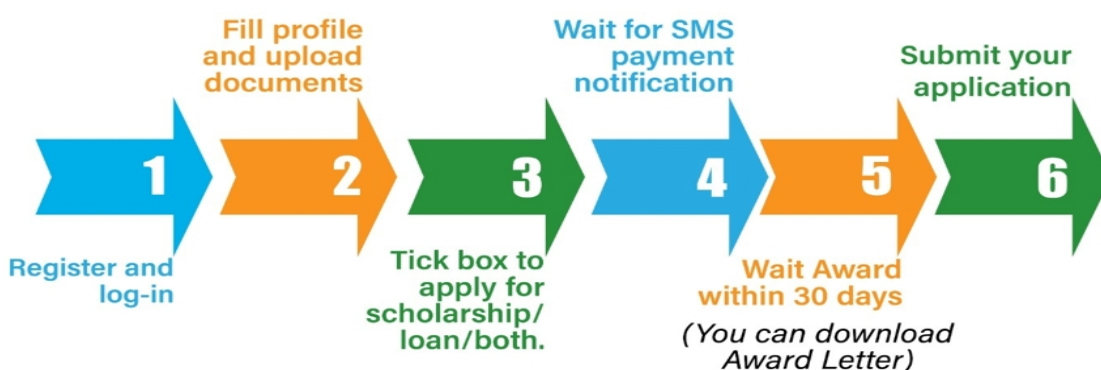 1
Register and
log-in
Fill profile
and upload
documents
2
3
Tick box to
apply for
scholarship/
loan/both.
Wait for SMS
payment
notification
4
5
Wait Award
within 30 days
(You can download
Award Letter)
Submit your
application
6